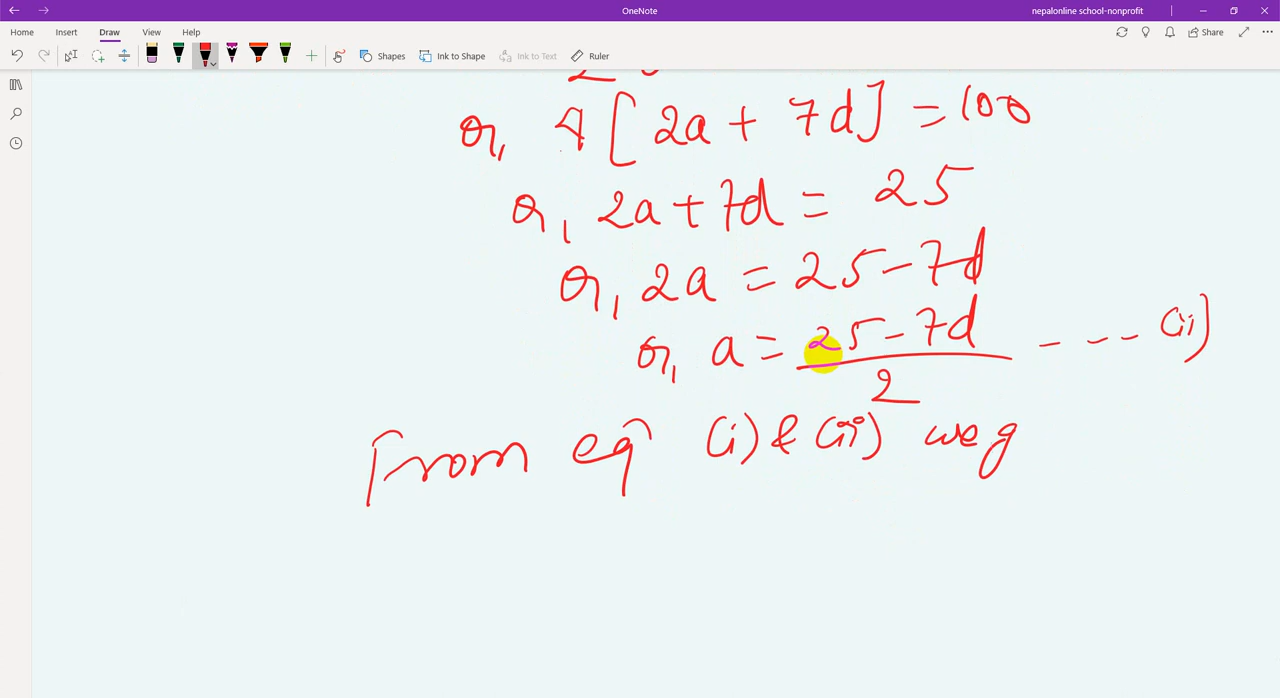 OneNote
nepalonline school-nonprofit
Home Insert Draw View Help
Shapes Ink to Shape Ink to Text Ruler Share
or, 4[2a + 7d] = 100
or, 2a + 7d = 25
or, 2a = 25 - 7d
or, a = (25 - 7d)/2 - - - - (ii)
From eqn (i) & (ii) we g